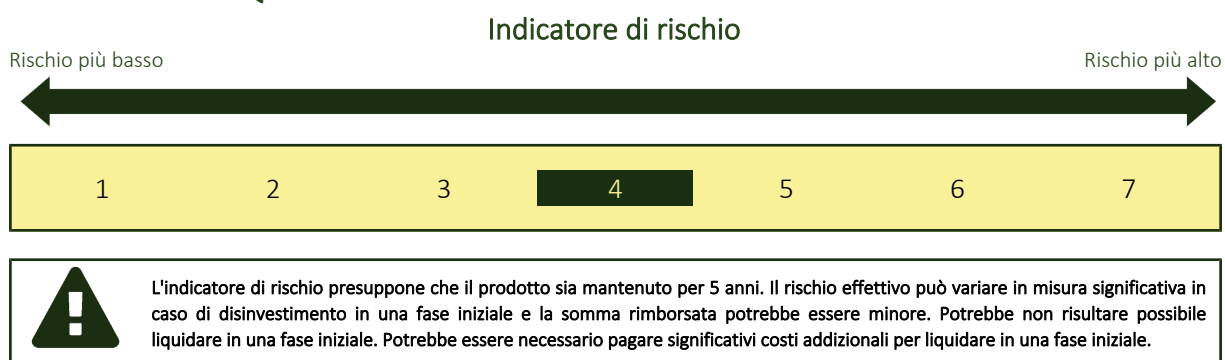 Indicatore di rischio
Rischio più basso Rischio più alto
1 2 3 4 5 6 7
L'indicatore di rischio presuppone che il prodotto sia mantenuto per 5 anni. Il rischio effettivo può variare in misura significativa in
caso di disinvestimento in una fase iniziale e la somma rimborsata potrebbe essere minore. Potrebbe non risultare possibile
liquidare in una fase iniziale. Potrebbe essere necessario pagare significativi costi addizionali per liquidare in una fase iniziale.